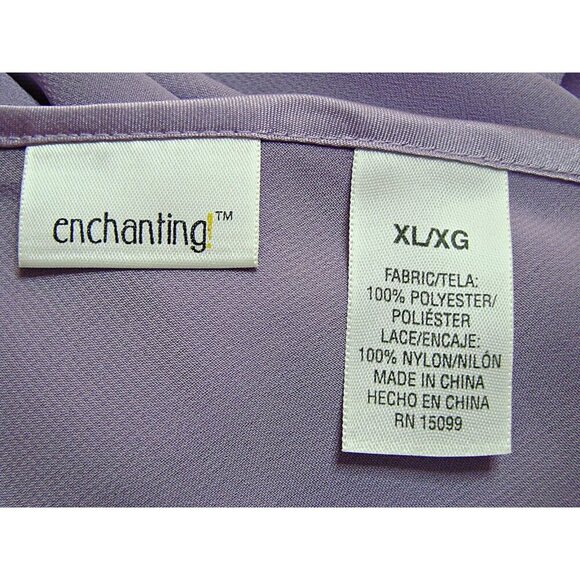 enchanting!™
XL/XG
FABRIC/TELA:
100% POLYESTER/
POLIÉSTER
LACE/ENCAJE:
100% NYLON/NILÓN
MADE IN CHINA
HECHO EN CHINA
RN 15099